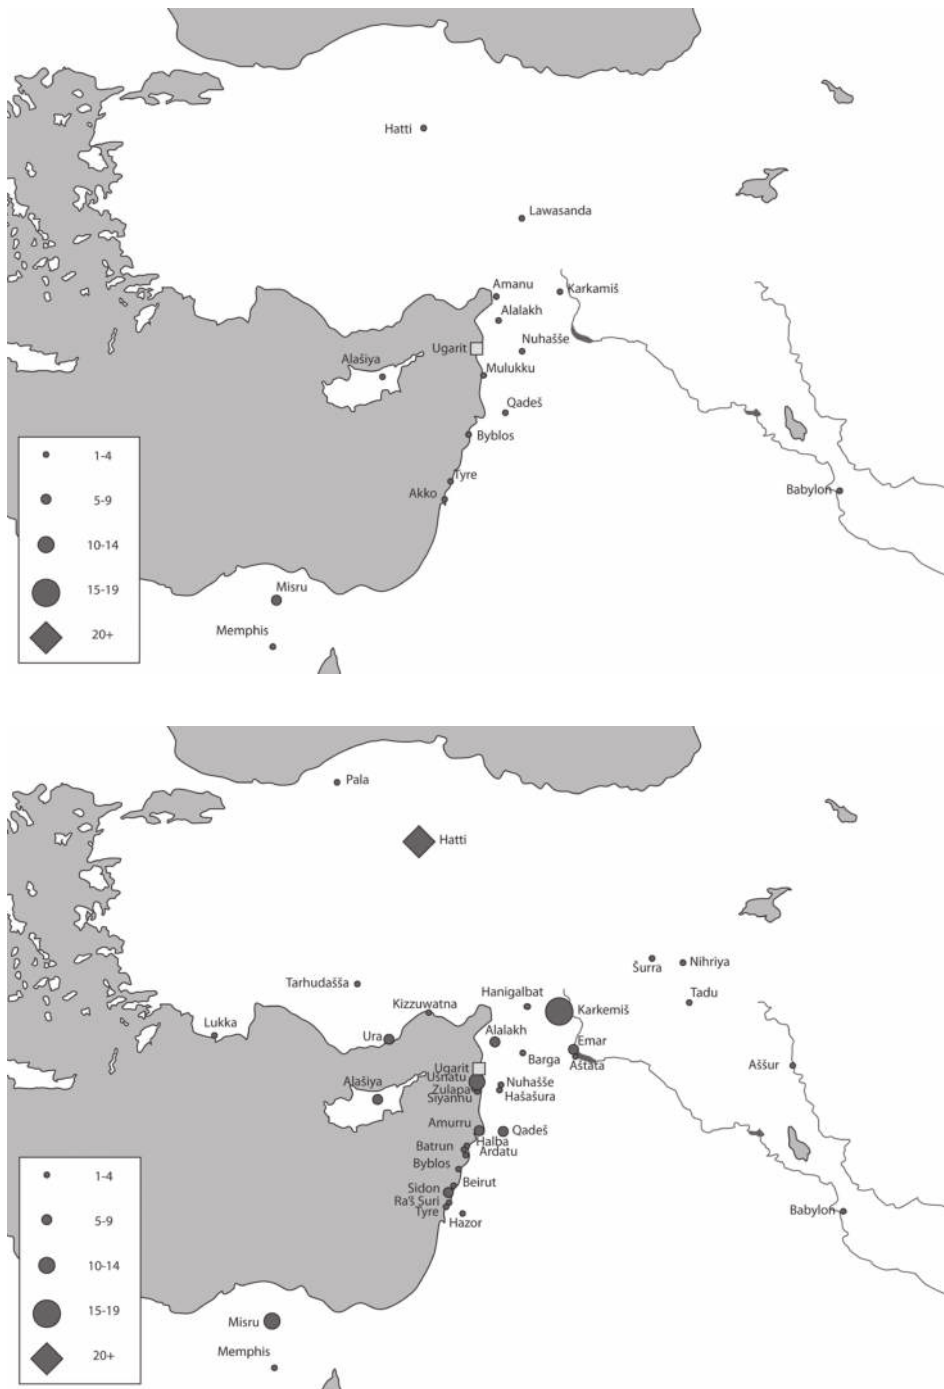 Hatti
Lawasanda
Amanu
Karkamiš
Alalakh
Ugarit
Nuhašše
Alašiya
Mulukku
Qadeš
Byblos
Tyre
Akko
Babylon
Misru
Memphis
1-4
5-9
10-14
15-19
20+
Pala
Hatti
Šurra
Nihriya
Tarhudašša
Hanigalbat
Tadu
Kizzuwatna
Karkemiš
Lukka
Ura
Alalakh
Emar
Barga
Aštata
Aššur
Ugarit
Ušnatu
Zulapa
Siyannu
Nuhašše
Hašašura
Alašiya
Amurru
Qadeš
Halba
Batrun
Ardatu
Byblos
Beirut
Sidon
Ra'š Suri
Tyre
Hazor
Babylon
Misru
Memphis
1-4
5-9
10-14
15-19
20+